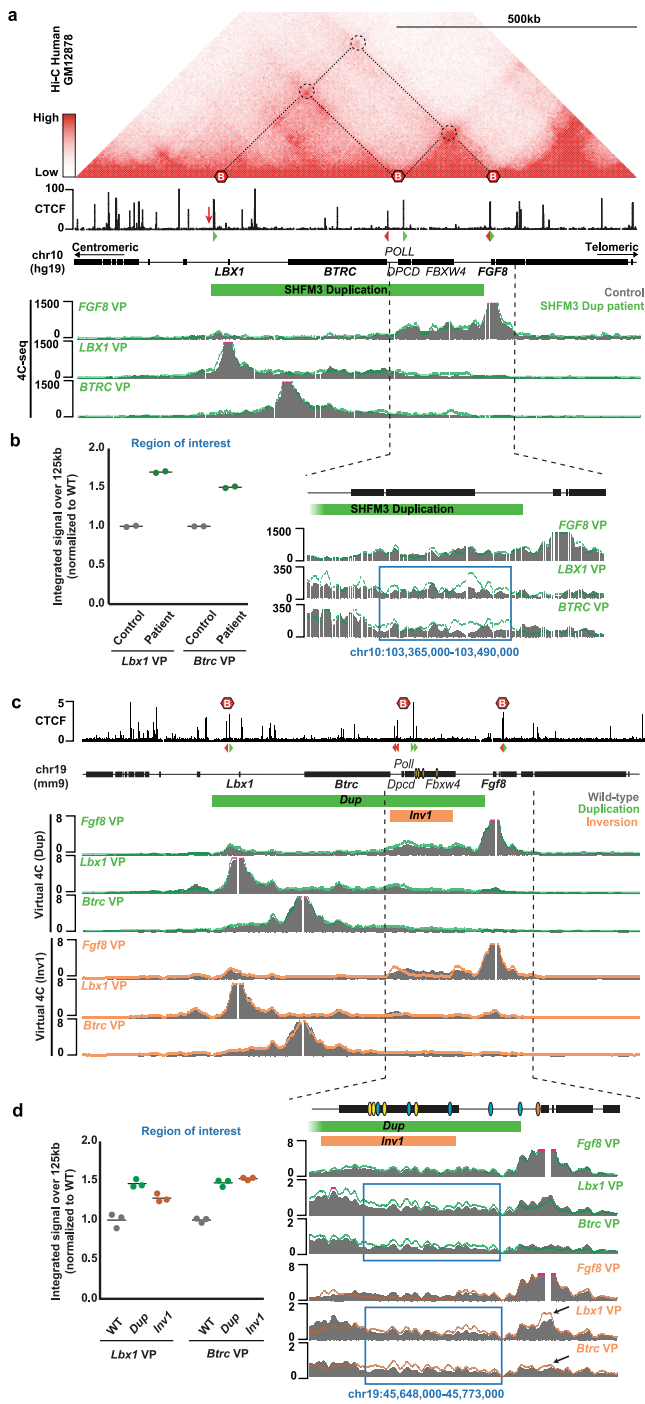 a
500kb
Hi-C Human
GM12878
High
Low
B
B
B
100
CTCF
0
chr10
(hg19)
Centromeric
Telomeric
POLL
LBX1
BTRC
DPCD
FBXW4
FGF8
SHFM3 Duplication
Control
SHFM3 Dup patient
4C-seq
1500
FGF8 VP
0
1500
LBX1 VP
0
1500
BTRC VP
0
b
Region of interest
Integrated signal over 125kb
(normalized to WT)
2.0
1.5
1.0
0.0
Control
Patient
Control
Patient
Lbx1 VP
Btrc VP
SHFM3 Duplication
1500
FGF8 VP
0
350
LBX1 VP
0
350
BTRC VP
0
chr10:103,365,000-103,490,000
c
B
B
B
5
CTCF
0
chr19
(mm9)
Poll
Lbx1
Btrc
Dpcd
Fbxw4
Fgf8
Dup
Inv1
Wild-type
Duplication
Inversion
Virtual 4C (Dup)
8
Fgf8 VP
0
8
Lbx1 VP
0
8
Btrc VP
0
Virtual 4C (Inv1)
8
Fgf8 VP
0
8
Lbx1 VP
0
8
Btrc VP
0
d
Region of interest
Integrated signal over 125kb
(normalized to WT)
2.0
1.5
1.0
0.5
0.0
WT
Dup
Inv1
WT
Dup
Inv1
Lbx1 VP
Btrc VP
Dup
Inv1
8
Fgf8 VP
0
2
Lbx1 VP
0
2
Btrc VP
0
8
Fgf8 VP
0
2
Lbx1 VP
0
2
Btrc VP
0
chr19:45,648,000-45,773,000